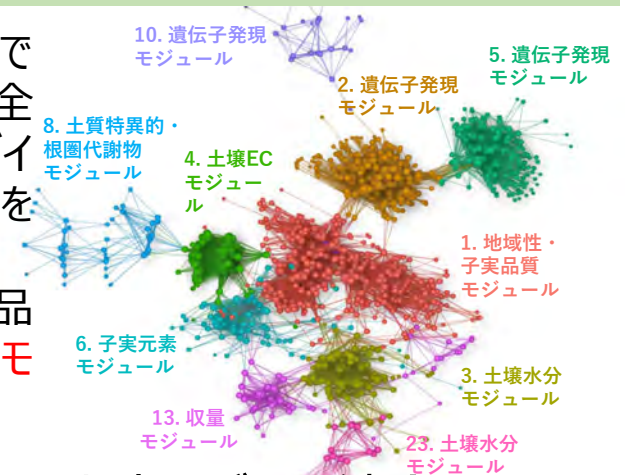 で
全
イ
を
品
モ
10. 遺伝子発現
モジュール
5. 遺伝子発現
モジュール
2. 遺伝子発現
モジュール
8. 土質特異的・
根圏代謝物
モジュール
4. 土壌EC
モジュー
ル
1. 地域性・
子実品質
モジュール
6. 子実元素
モジュール
3. 土壌水分
モジュール
13. 収量
モジュール
23. 土壌水分
モジュール